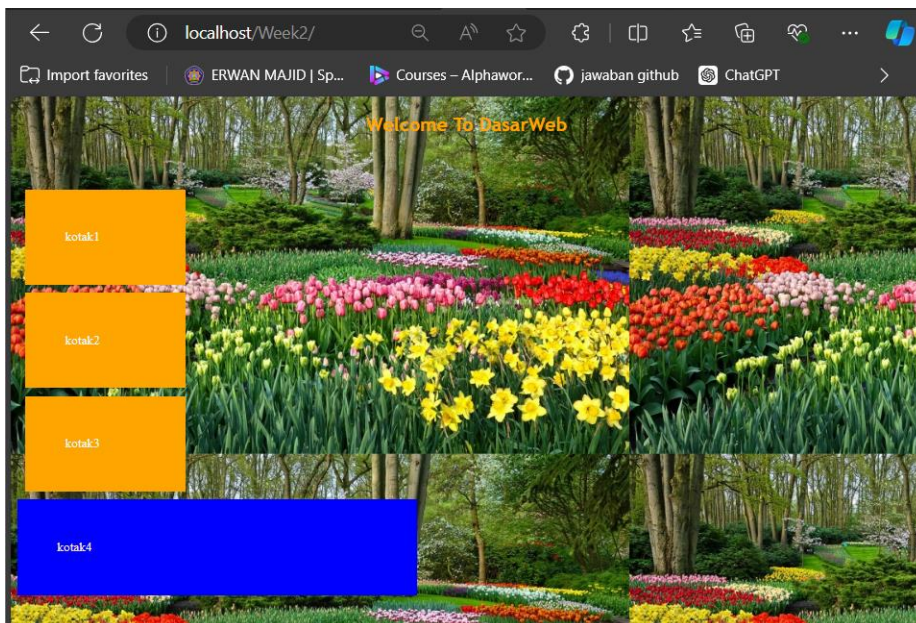 localhost/Week2/
Import favorites
ERWAN MAJID | Sp...
Courses – Alphawor...
jawaban github
ChatGPT
Welcome To DasarWeb
kotak1
kotak2
kotak3
kotak4